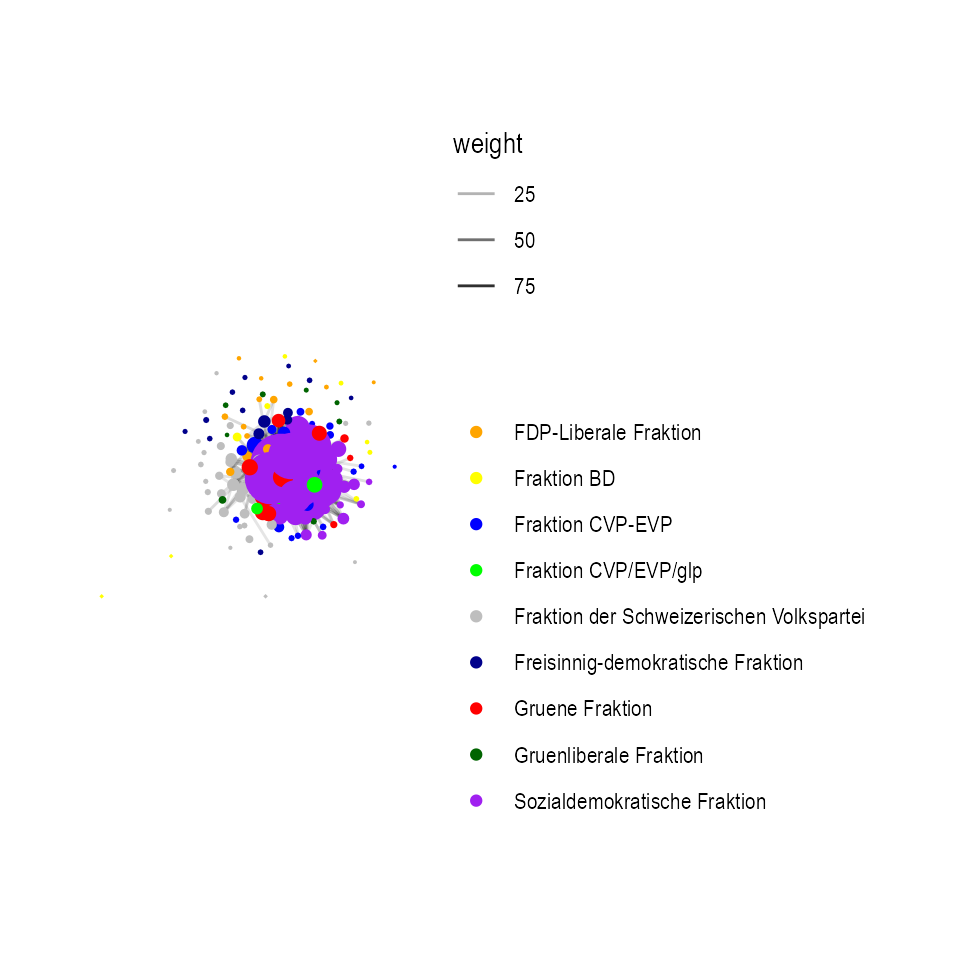 weight
25
50
75
FDP-Liberale Fraktion
Fraktion BD
Fraktion CVP-EVP
Fraktion CVP/EVP/glp
Fraktion der Schweizerischen Volkspartei
Freisinnig-demokratische Fraktion
Gruene Fraktion
Gruenliberale Fraktion
Sozialdemokratische Fraktion